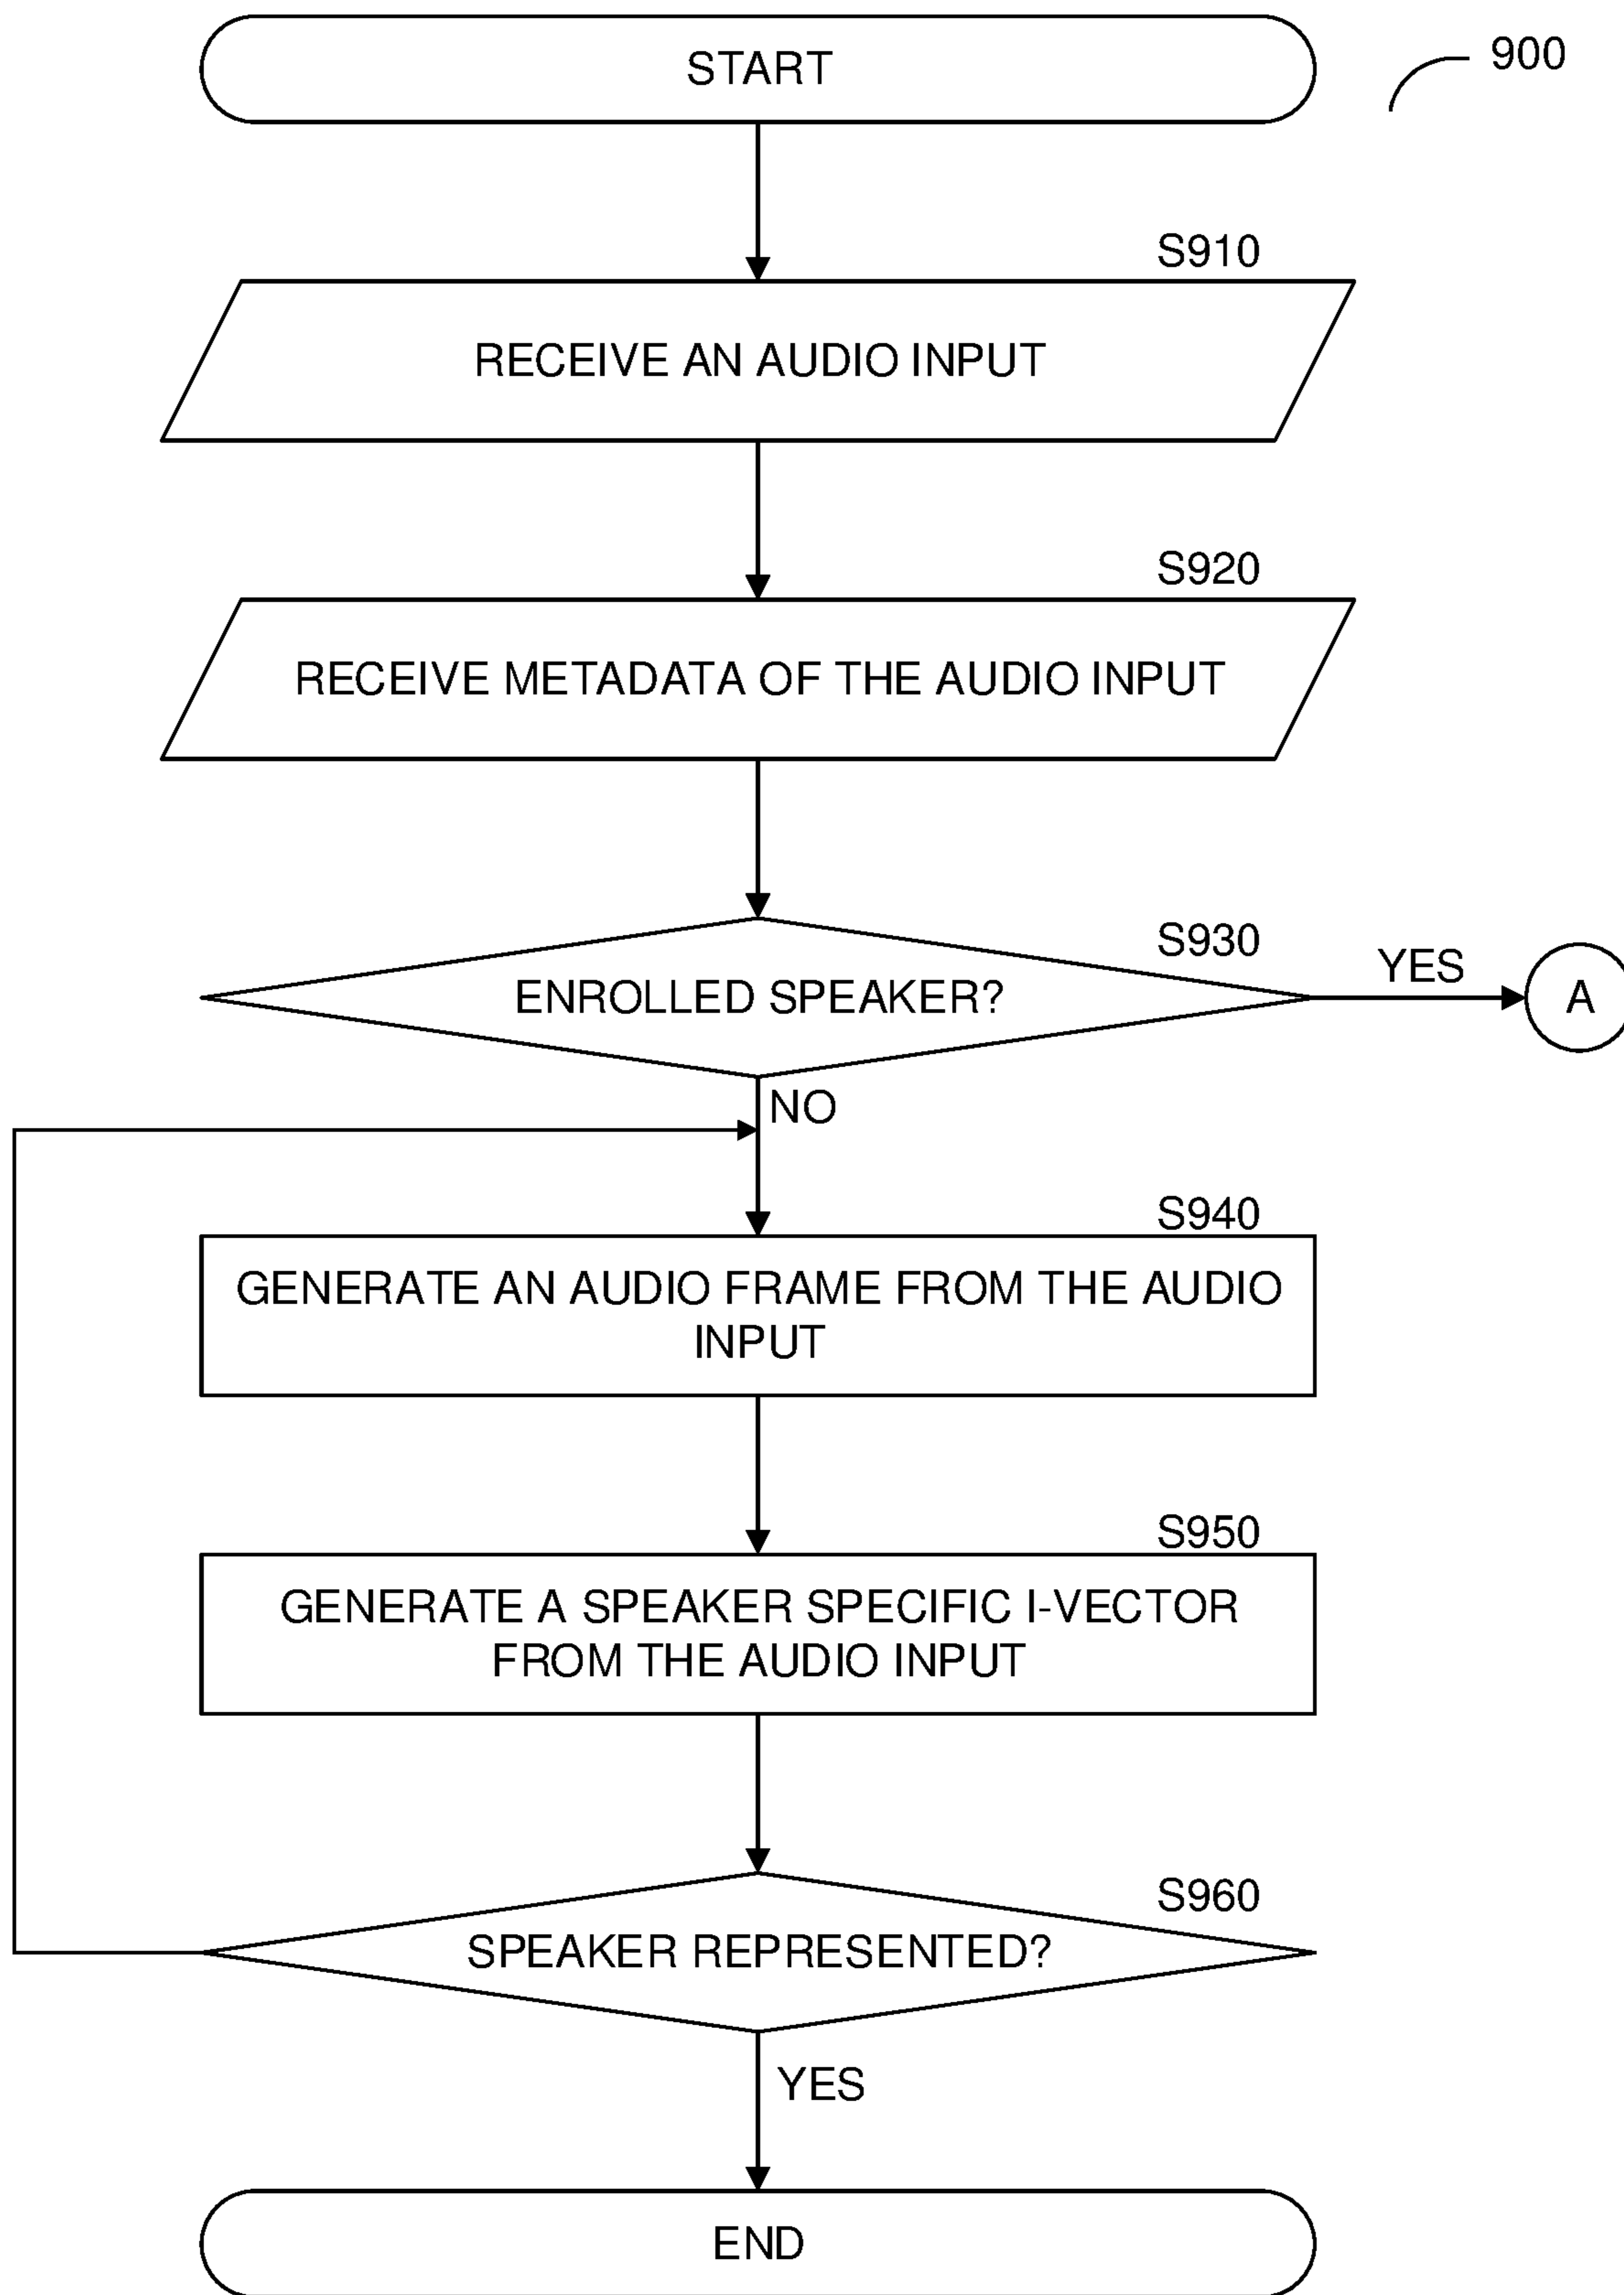 START
900
S910
RECEIVE AN AUDIO INPUT
S920
RECEIVE METADATA OF THE AUDIO INPUT
S930
ENROLLED SPEAKER?
YES
A
NO
S940
GENERATE AN AUDIO FRAME FROM THE AUDIO
INPUT
S950
GENERATE A SPEAKER SPECIFIC I-VECTOR
FROM THE AUDIO INPUT
S960
SPEAKER REPRESENTED?
YES
END